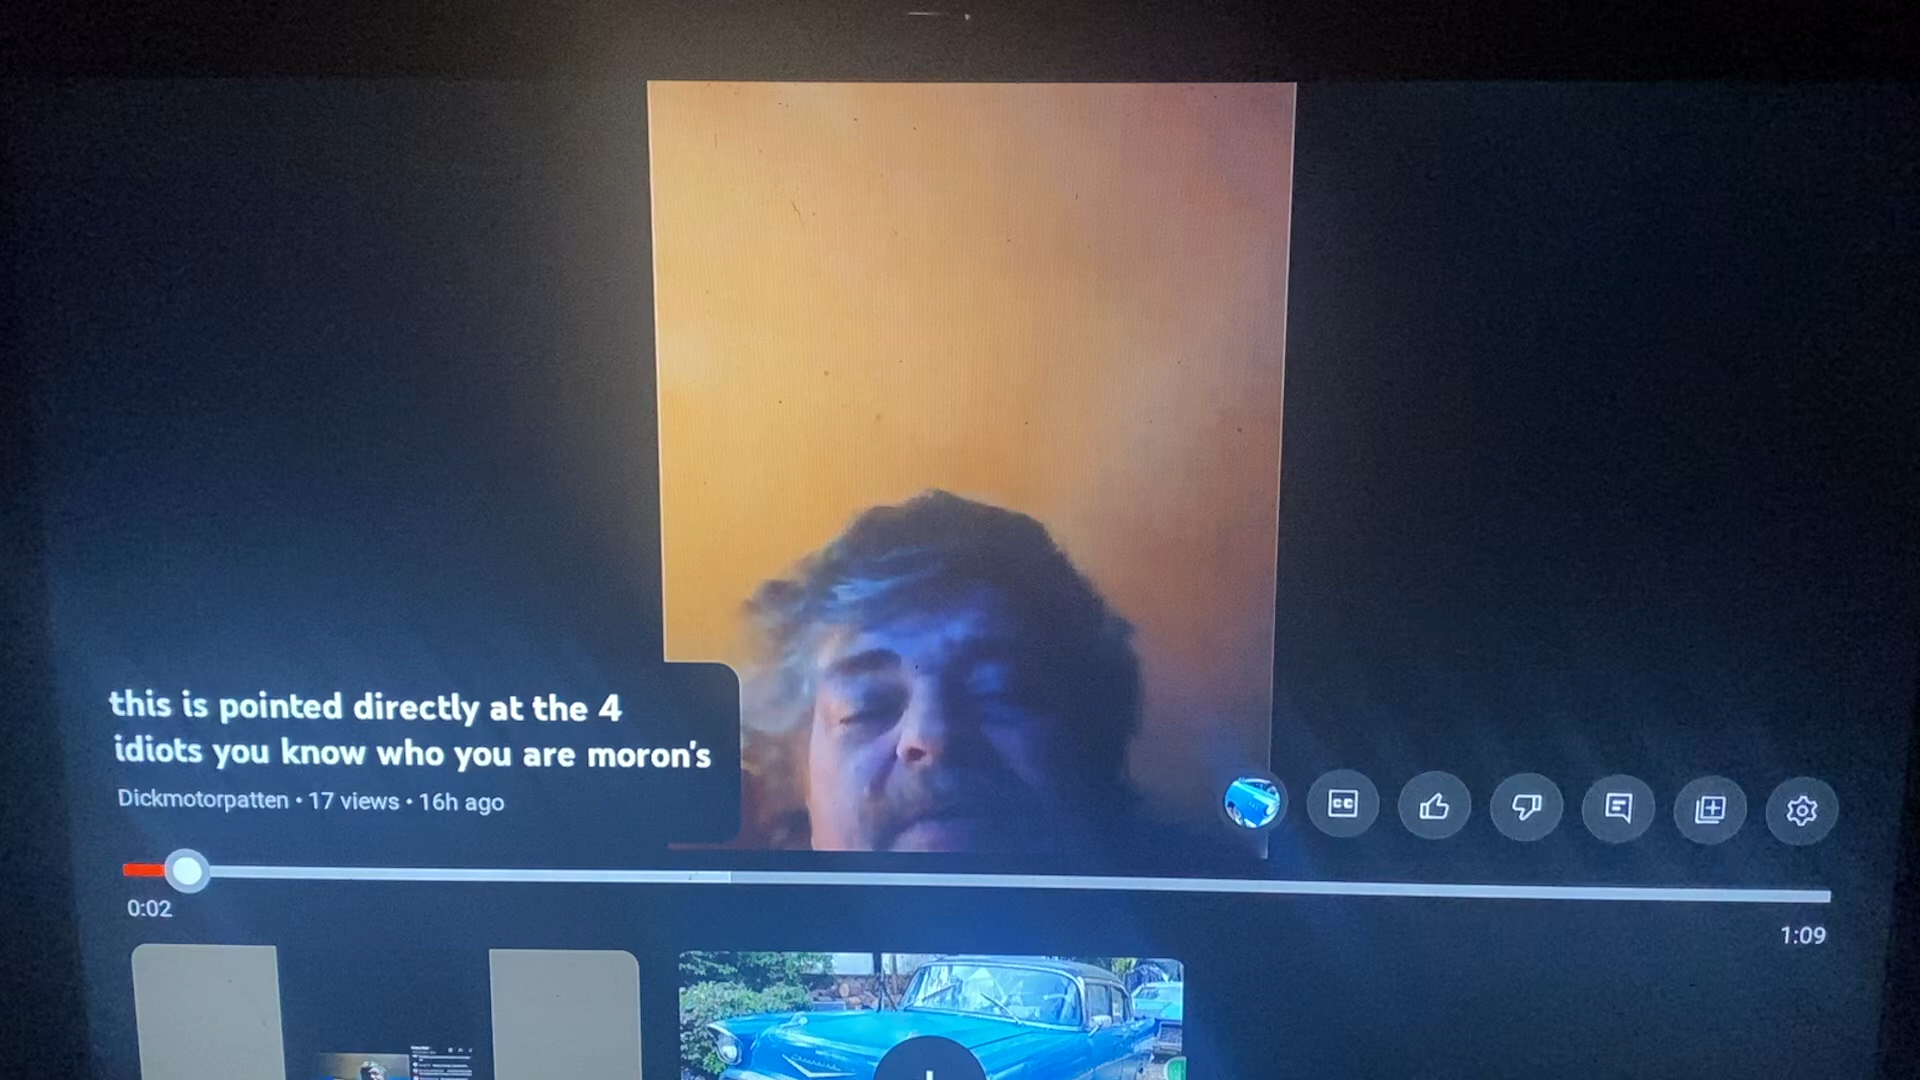 this is pointed directly at the 4
idiots you know who you are moron's
Dickmotorpatten • 17 views • 16h ago
CC
0:02
1:09